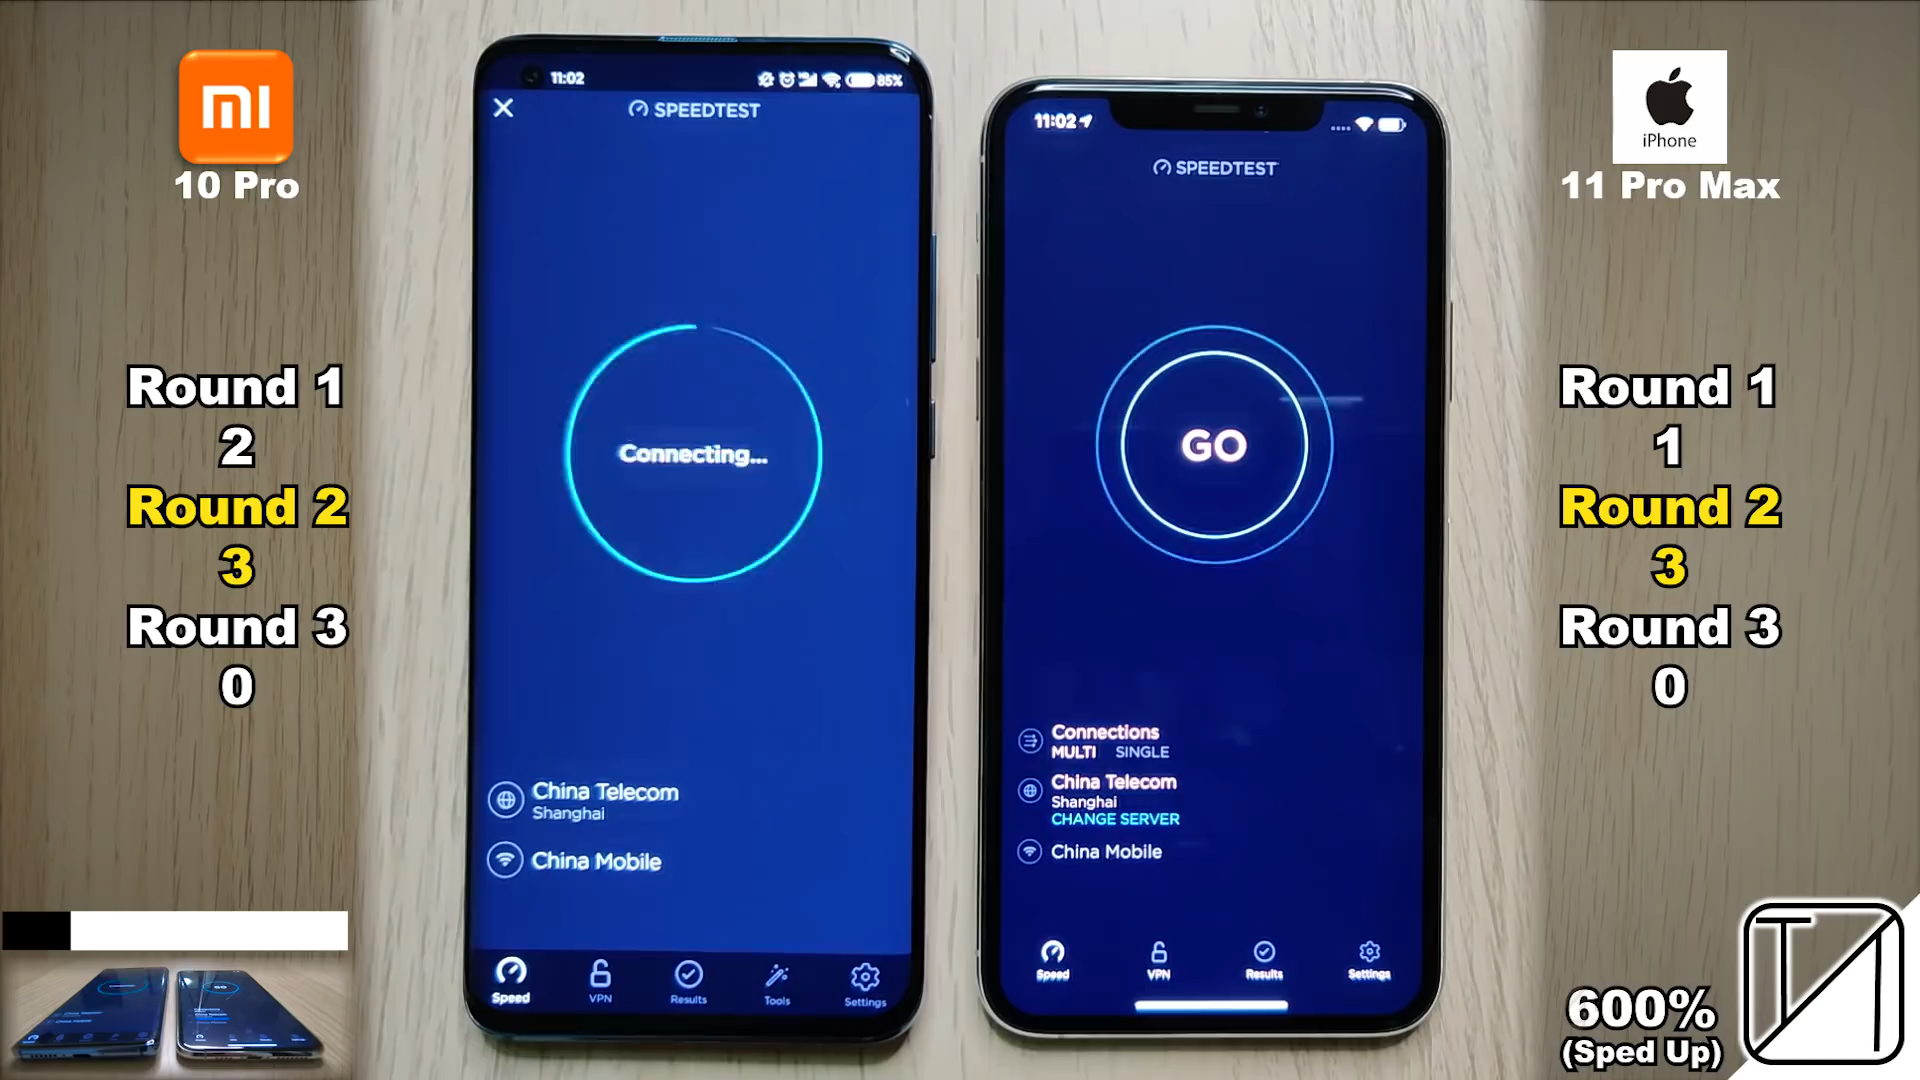 mi
10 Pro
Round 1
2
Round 2
3
Round 3
0
11:02
85%
SPEEDTEST
Connecting...
China Telecom
Shanghai
China Mobile
Speed
VPN
Results
Tools
Settings
11:02
SPEEDTEST
GO
Connections
MULTI SINGLE
China Telecom
Shanghai
CHANGE SERVER
China Mobile
Speed
VPN
Results
Settings
iPhone
11 Pro Max
Round 1
1
Round 2
3
Round 3
0
600%
(Sped Up)